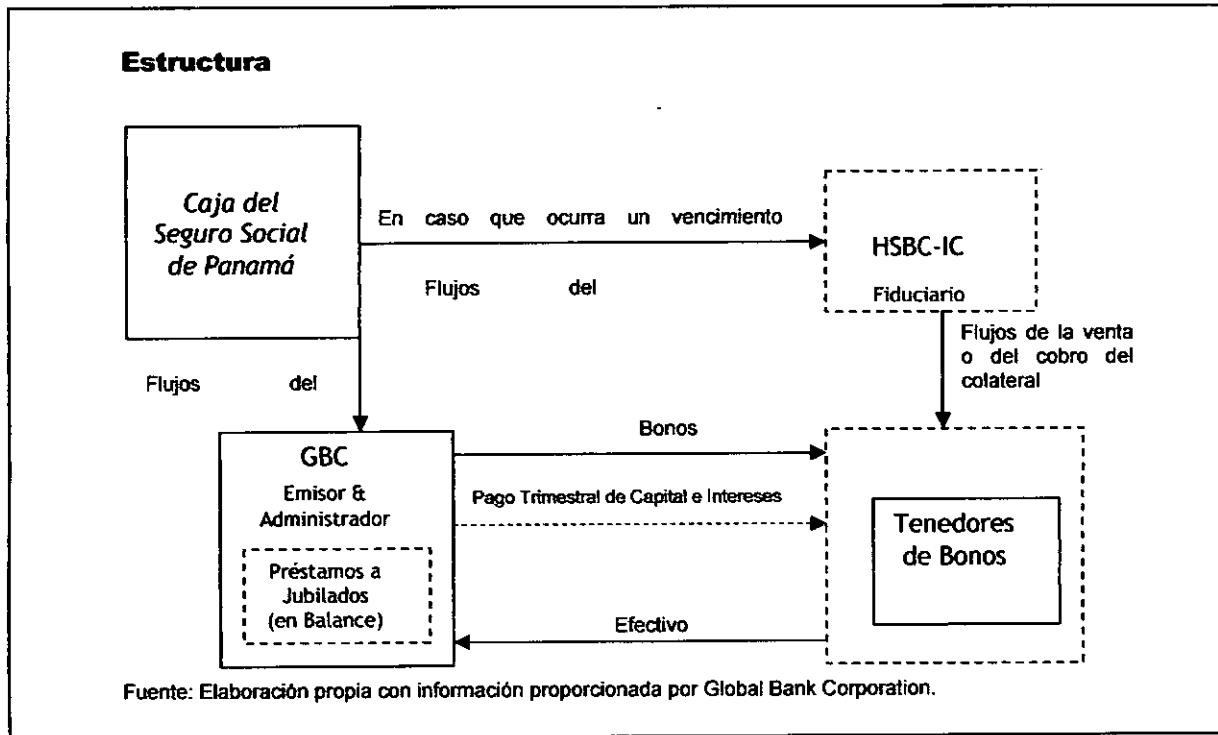 Estructura
Caja del
Seguro Social
de Panamá
En caso que ocurra un vencimiento
Flujos del
HSBC-IC
Fiduciario
Flujos de la venta
o del cobro del
colateral
Flujos del
GBC
Emisor &
Administrador
Préstamos a
Jubilados
(en Balance)
Bonos
Pago Trimestral de Capital e Intereses
Efectivo
Tenedores
de Bonos
Fuente: Elaboración propia con información proporcionada por Global Bank Corporation.